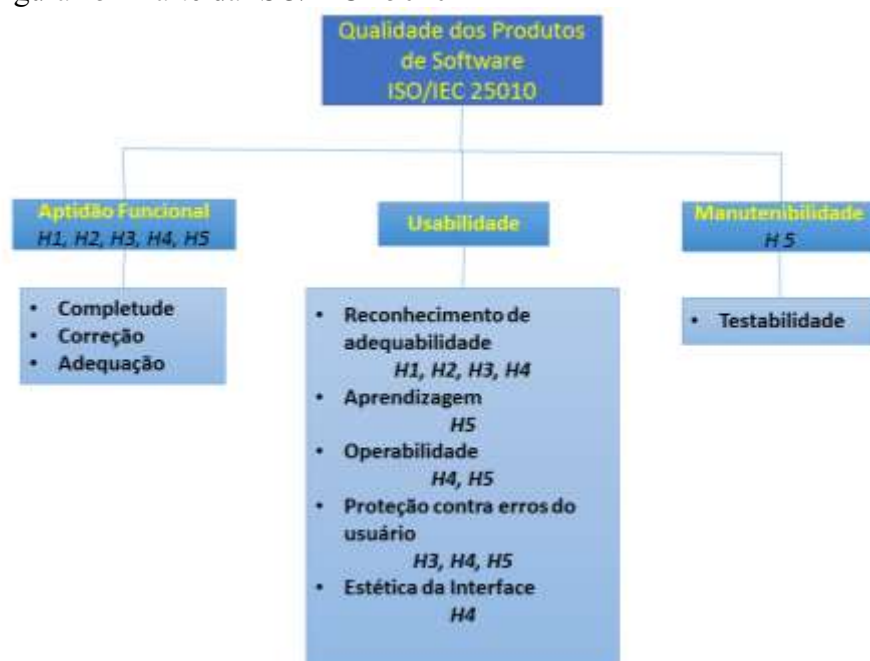 Qualidade dos Produtos
de Software
ISO/IEC 25010
Aptidão Funcional
H1, H2, H3, H4, H5
• Completude
• Correção
• Adequação
Usabilidade
• Reconhecimento de
adequabilidade
H1, H2, H3, H4
• Aprendizagem
H5
• Operabilidade
H4, H5
• Proteção contra erros do
usuário
H3, H4, H5
• Estética da Interface
H4
Manutenibilidade
H 5
• Testabilidade